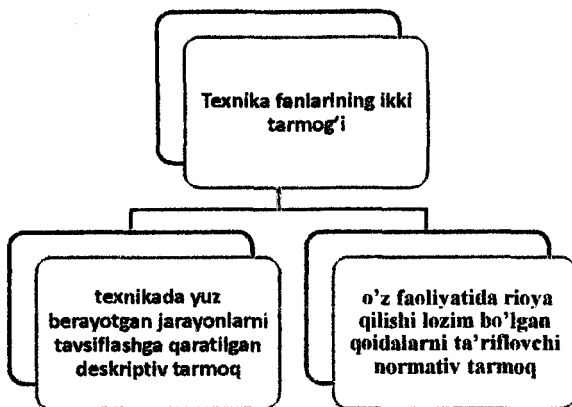 Texnika fanlarining ikki
tarmog'i
texnikada yuz
berayotgan jarayonlarni
tavsiflashga qaratilgan
deskriptiv tarmoq
o'z faoliyatida rioya
qilishi lozim bo'lgan
qoidalarni ta'riflovchi
normativ tarmoq